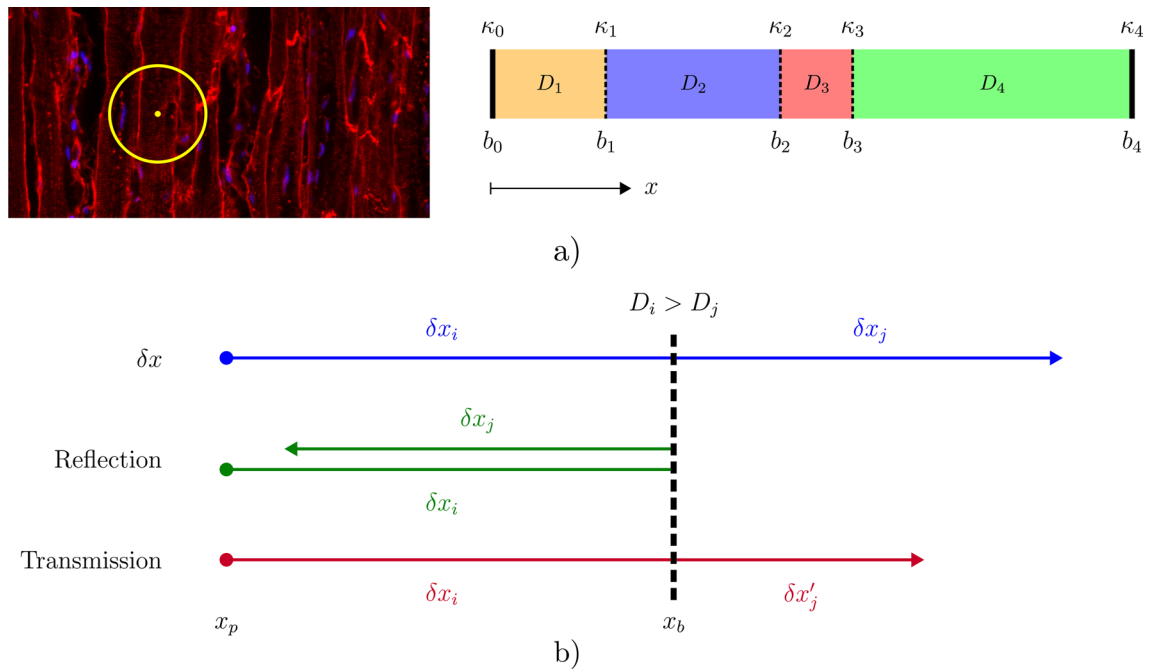 κ₀ κ₁ κ₂ κ₃ κ₄
D₁ D₂ D₃ D₄
b₀ b₁ b₂ b₃ b₄
x
a)
Dᵢ > Dⱼ
δxᵢ δxⱼ
δx
δxⱼ
Reflection
δxᵢ
Transmission
δxᵢ δx′ⱼ
xₚ x_b
b)